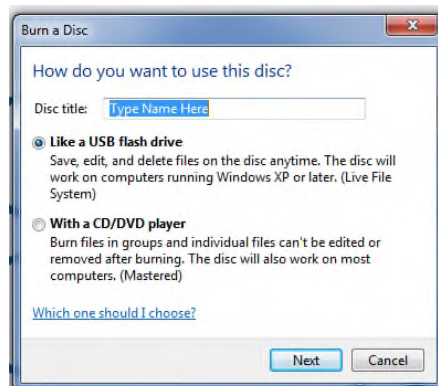 Burn a Disc
How do you want to use this disc?
Disc title: Type Name Here
Like a USB flash drive
Save, edit, and delete files on the disc anytime. The disc will
work on computers running Windows XP or later. (Live File
System)
With a CD/DVD player
Burn files in groups and individual files can't be edited or
removed after burning. The disc will also work on most
computers. (Mastered)
Which one should I choose?
Next Cancel